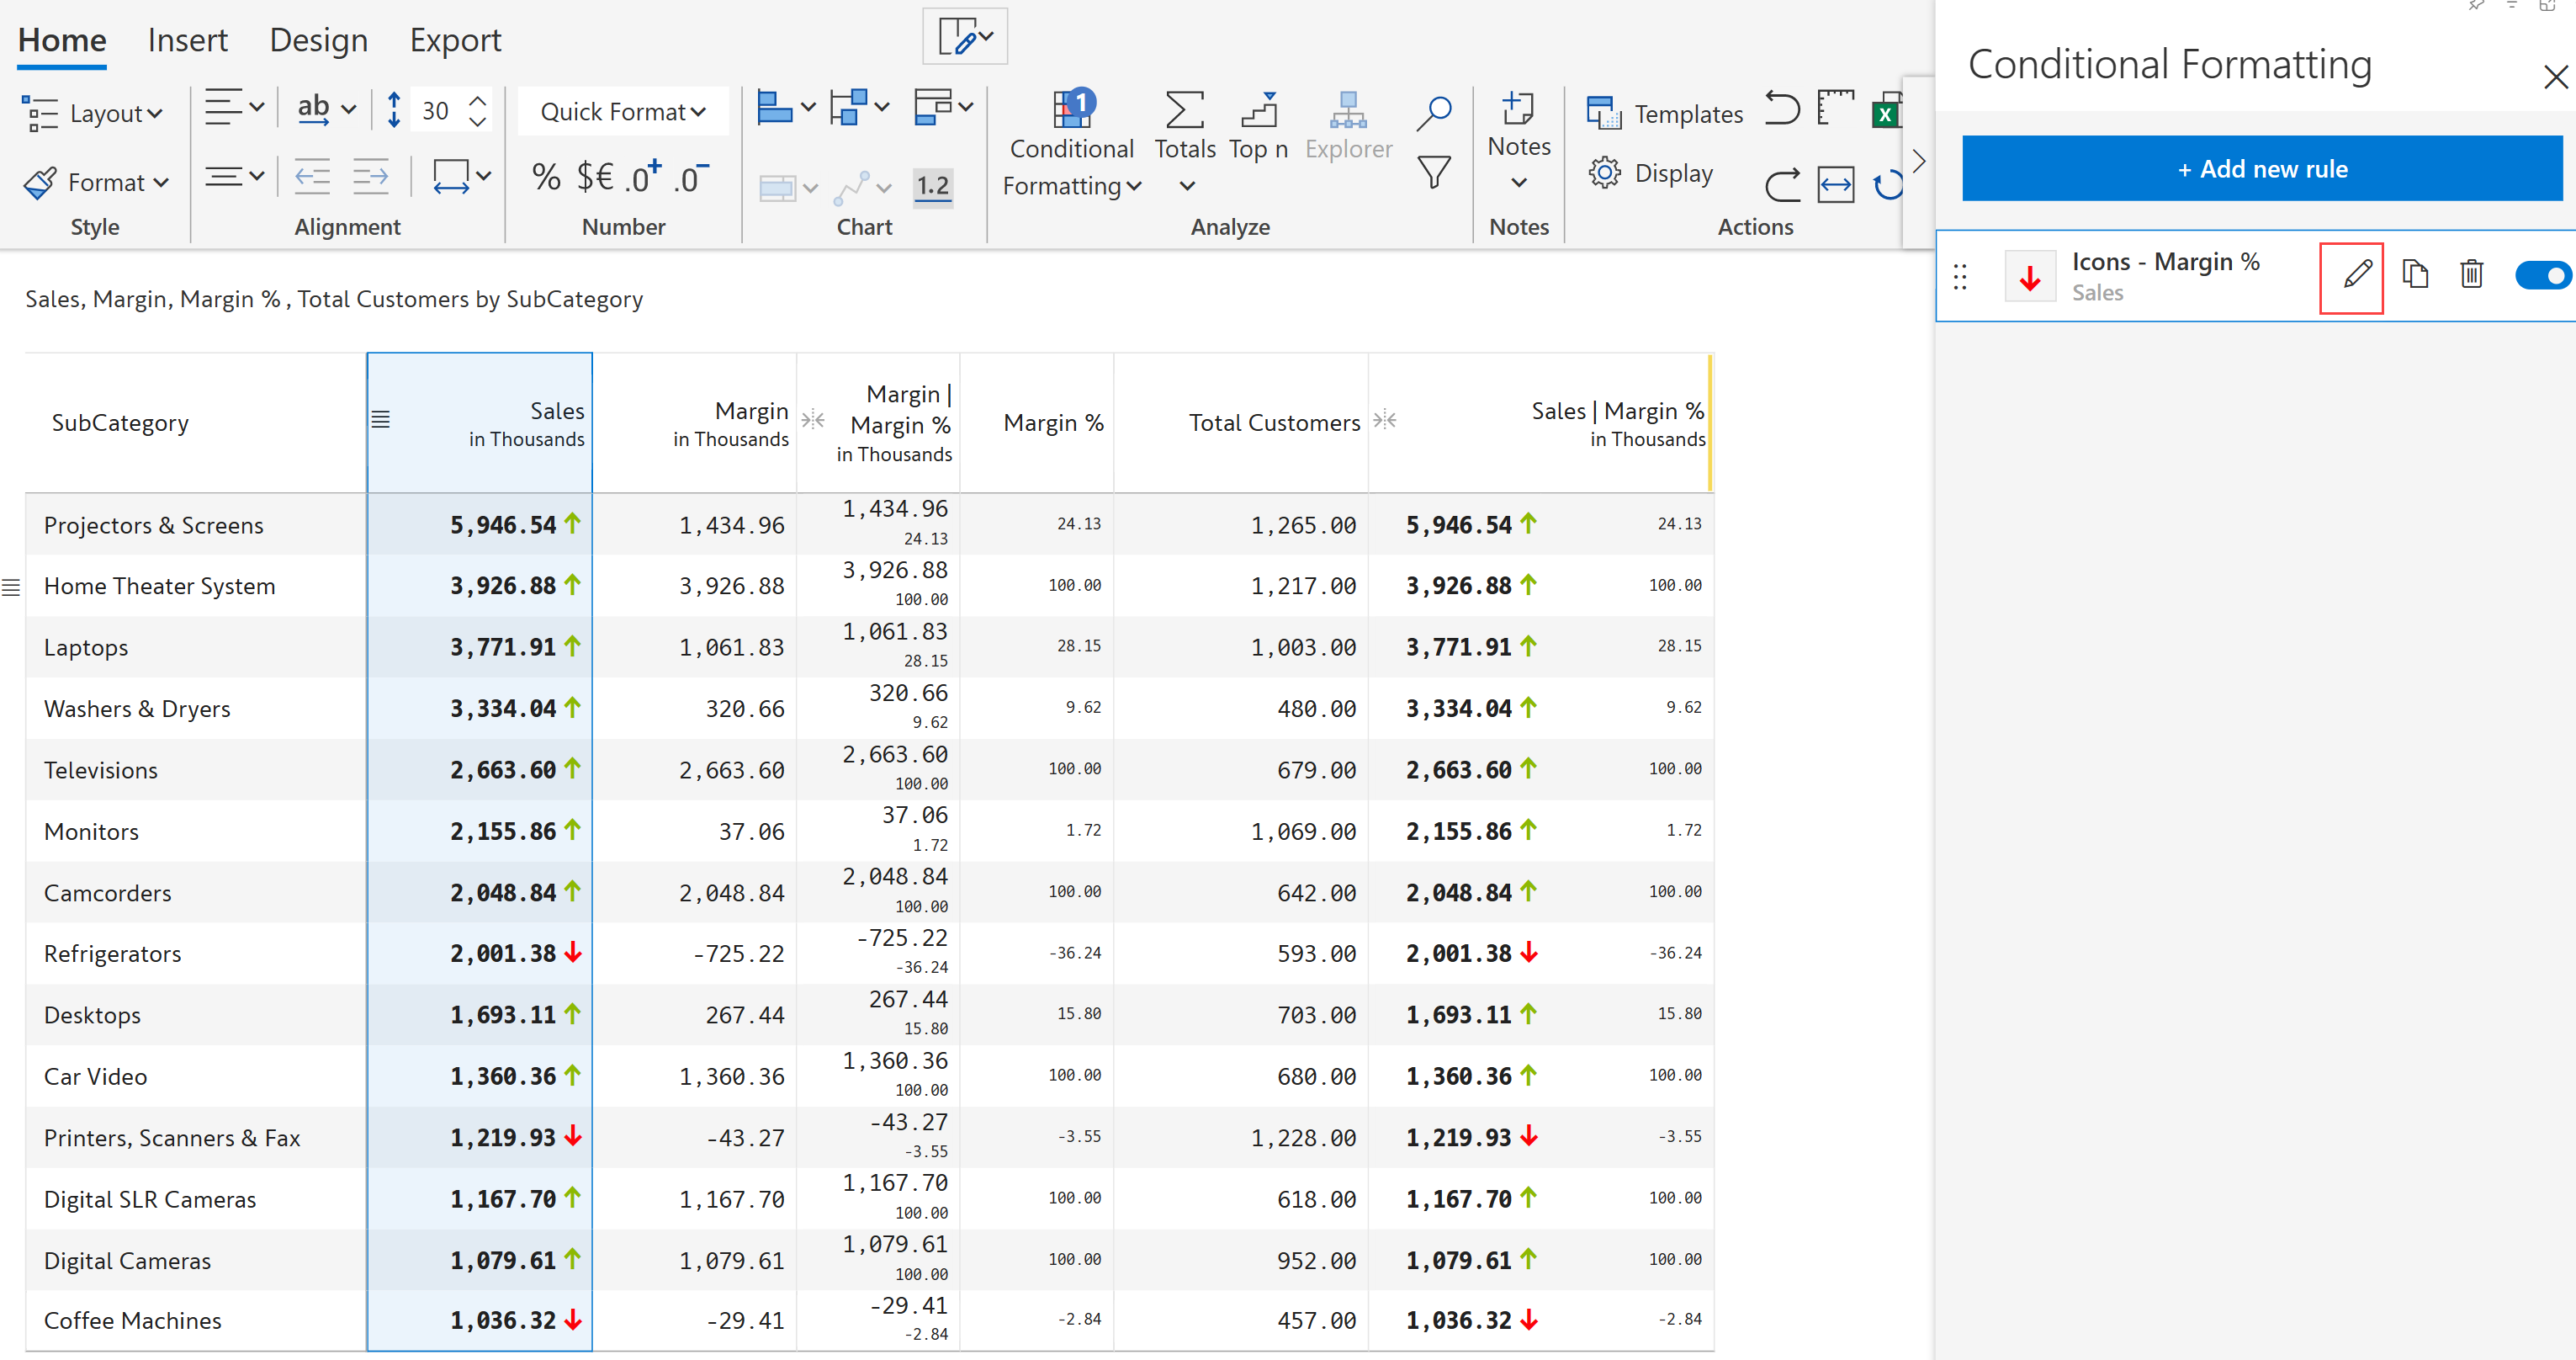 Home Insert Design Export
Layout ab 30 Quick Format Conditional Formatting 1 Totals Top n Explorer Notes Templates X
Format % $€ .0+ .0- 1.2 Display
Style Alignment Number Chart Analyze Notes Actions
Conditional Formatting
+ Add new rule
Icons - Margin %
Sales
Sales, Margin, Margin % , Total Customers by SubCategory
SubCategory Sales in Thousands Margin in Thousands Margin | Margin % in Thousands Margin % Total Customers Sales | Margin % in Thousands
Projectors & Screens 5,946.54 1,434.96 1,434.96 24.13 24.13 1,265.00 5,946.54 24.13
Home Theater System 3,926.88 3,926.88 3,926.88 100.00 100.00 1,217.00 3,926.88 100.00
Laptops 3,771.91 1,061.83 1,061.83 28.15 28.15 1,003.00 3,771.91 28.15
Washers & Dryers 3,334.04 320.66 320.66 9.62 9.62 480.00 3,334.04 9.62
Televisions 2,663.60 2,663.60 2,663.60 100.00 100.00 679.00 2,663.60 100.00
Monitors 2,155.86 37.06 37.06 1.72 1.72 1,069.00 2,155.86 1.72
Camcorders 2,048.84 2,048.84 2,048.84 100.00 100.00 642.00 2,048.84 100.00
Refrigerators 2,001.38 -725.22 -725.22 -36.24 -36.24 593.00 2,001.38 -36.24
Desktops 1,693.11 267.44 267.44 15.80 15.80 703.00 1,693.11 15.80
Car Video 1,360.36 1,360.36 1,360.36 100.00 100.00 680.00 1,360.36 100.00
Printers, Scanners & Fax 1,219.93 -43.27 -43.27 -3.55 -3.55 1,228.00 1,219.93 -3.55
Digital SLR Cameras 1,167.70 1,167.70 1,167.70 100.00 100.00 618.00 1,167.70 100.00
Digital Cameras 1,079.61 1,079.61 1,079.61 100.00 100.00 952.00 1,079.61 100.00
Coffee Machines 1,036.32 -29.41 -29.41 -2.84 -2.84 457.00 1,036.32 -2.84